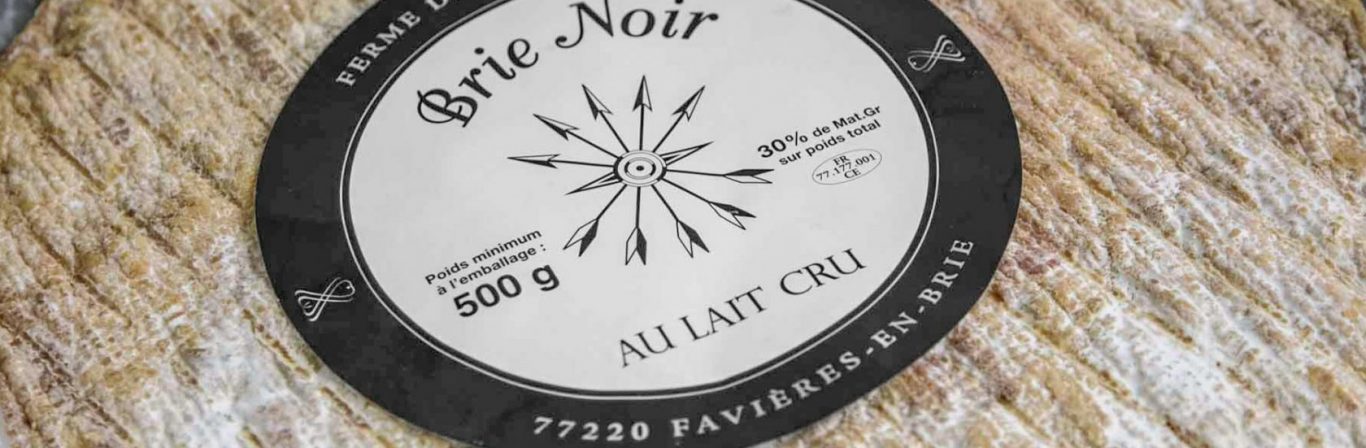 FERME
Brie Noir
30% de Mat.Gr
sur poids total
FR
77.177.001
CE
Poids minimum
à l'emballage :
500 g
AU LAIT CRU
77220 FAVIÈRES-EN-BRIE